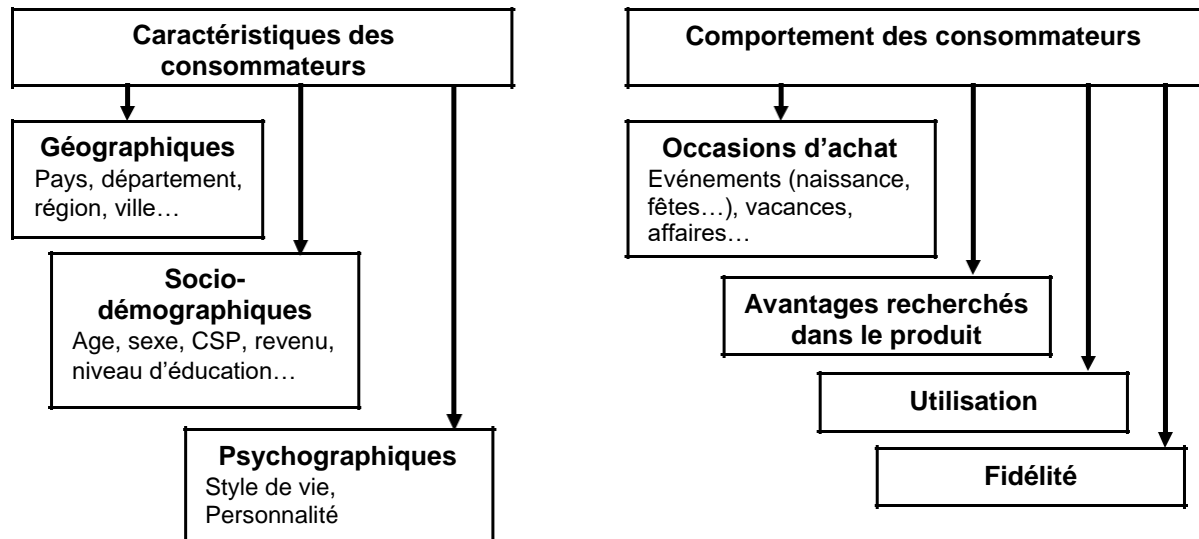 Caractéristiques des
consommateurs
Géographiques
Pays, département,
région, ville…
Socio-
démographiques
Age, sexe, CSP, revenu,
niveau d’éducation…
Psychographiques
Style de vie,
Personnalité
Comportement des consommateurs
Occasions d’achat
Evénements (naissance,
fêtes…), vacances,
affaires…
Avantages recherchés
dans le produit
Utilisation
Fidélité